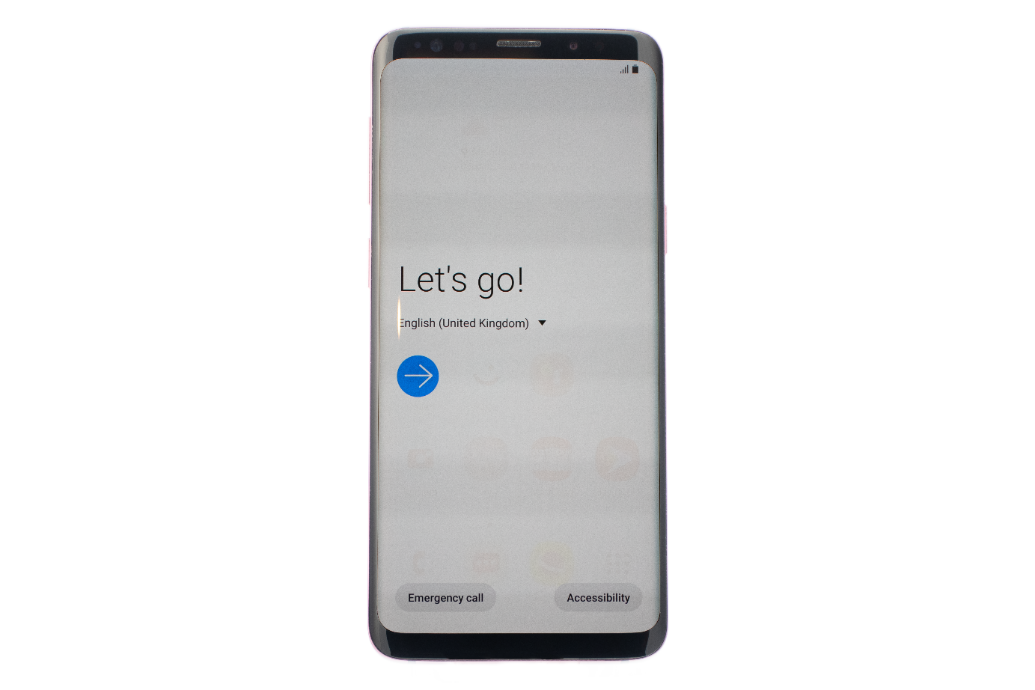 Let's go!
English (United Kingdom)
Emergency call
Accessibility